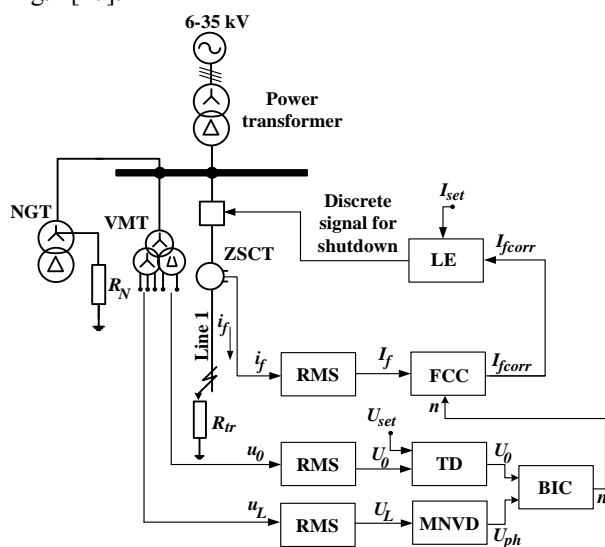 6-35 kV
Power
transformer
NGT
VMT
R_N
ZSCT
Discrete
signal for
shutdown
I_set
LE
I_fcorr
Line 1
i_f
i_f
RMS
I_f
FCC
I_fcorr
n
R_tr
U_set
u_0
RMS
U_0
TD
U_0
BIC
n
u_L
RMS
U_L
MNVD
U_ph